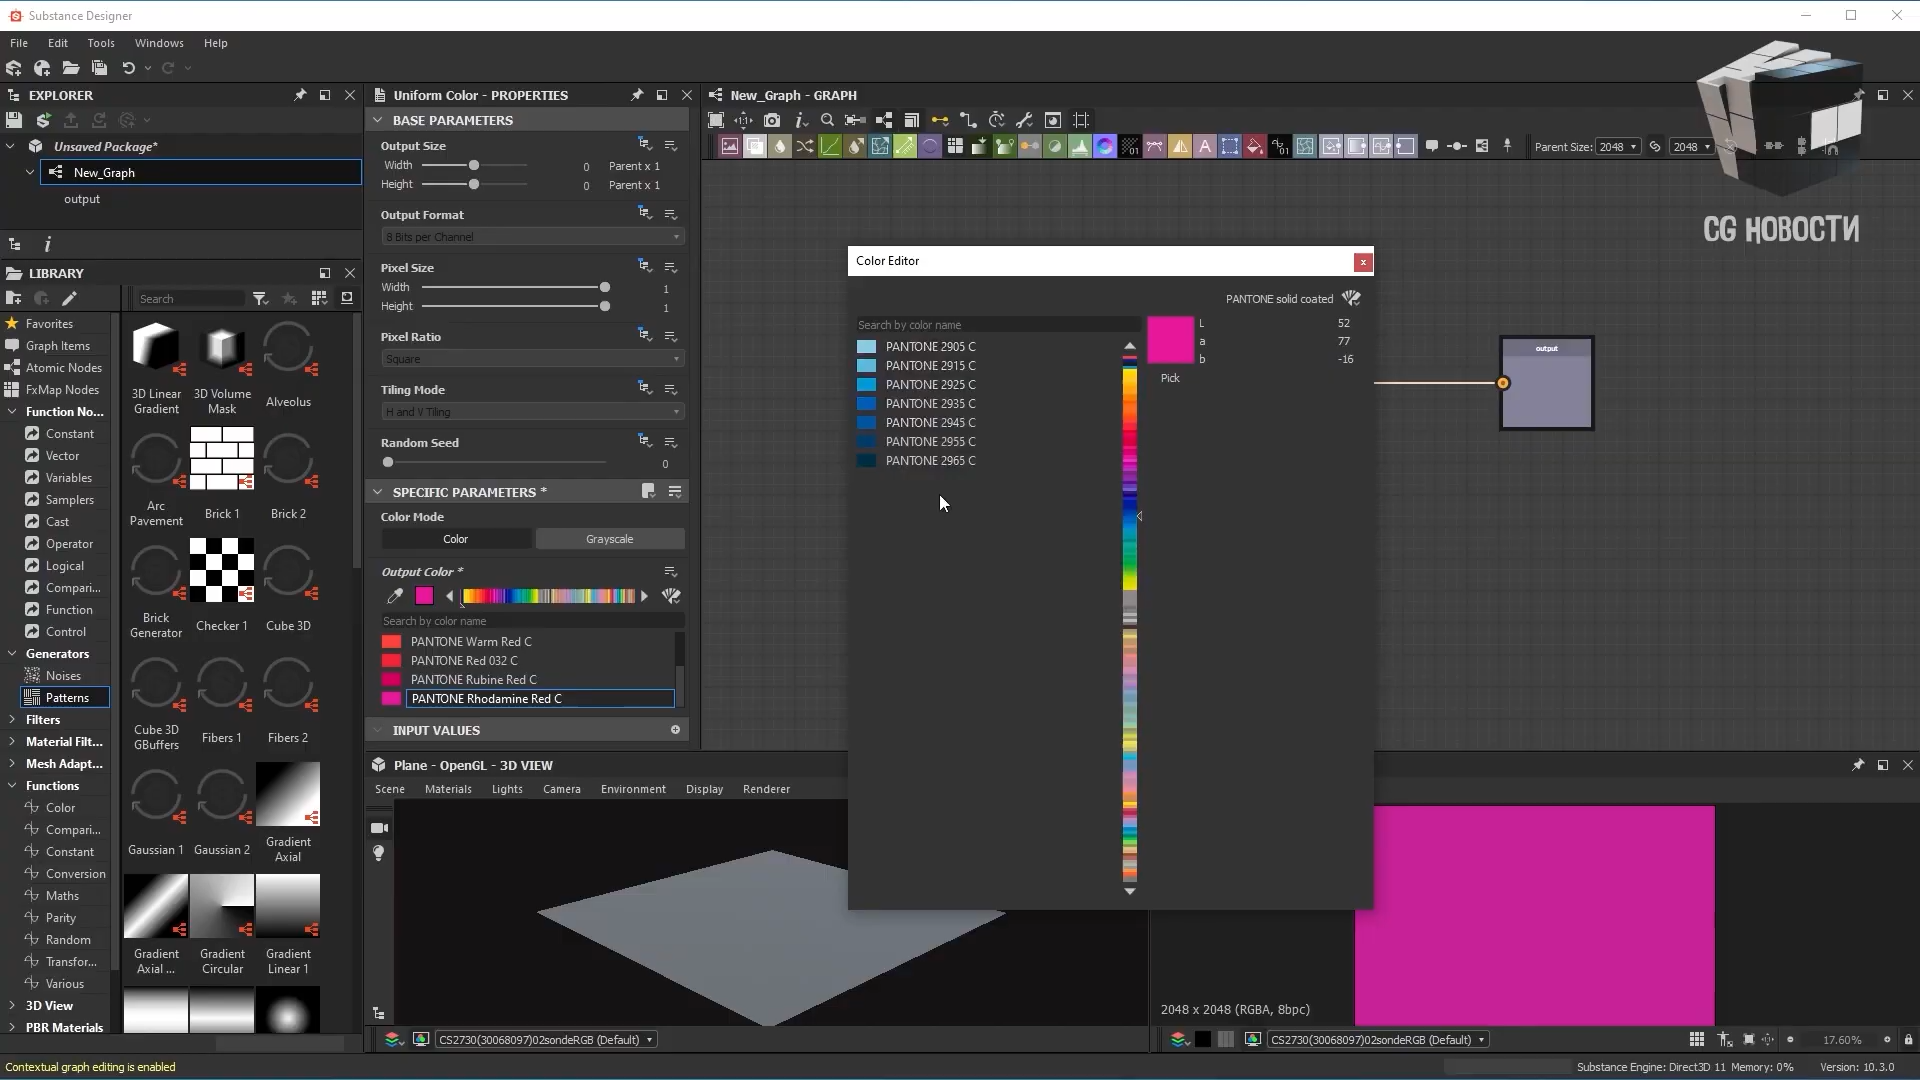 Substance Designer
File Edit Tools Windows Help
EXPLORER
Unsaved Package*
New_Graph
output
LIBRARY
Search
Favorites
Graph Items
Atomic Nodes
FxMap Nodes
Function No...
Constant
Vector
Variables
Samplers
Cast
Operator
Logical
Compari...
Function
Control
Generators
Noises
Patterns
Filters
Material Filt...
Mesh Adapt...
Functions
Color
Compari...
Constant
Conversion
Maths
Parity
Random
Transfor...
Various
3D View
PBR Materials
3D Linear Gradient
3D Volume Mask
Alveolus
Arc Pavement
Brick 1
Brick 2
Brick Generator
Checker 1
Cube 3D
Cube 3D GBuffers
Fibers 1
Fibers 2
Gaussian 1
Gaussian 2
Gradient Axial
Gradient Axial ...
Gradient Circular
Gradient Linear 1
Uniform Color - PROPERTIES
BASE PARAMETERS
Output Size
Width 0 Parent x 1
Height 0 Parent x 1
Output Format
8 Bits per Channel
Pixel Size
Width 1
Height 1
Pixel Ratio
Square
Tiling Mode
H and V Tiling
Random Seed
0
SPECIFIC PARAMETERS *
Color Mode
Color Grayscale
Output Color *
Search by color name
PANTONE Warm Red C
PANTONE Red 032 C
PANTONE Rubine Red C
PANTONE Rhodamine Red C
INPUT VALUES
New_Graph - GRAPH
Parent Size: 2048 2048
CG НОВОСТИ
output
Color Editor
PANTONE solid coated
Search by color name
PANTONE 2905 C
PANTONE 2915 C
PANTONE 2925 C
PANTONE 2935 C
PANTONE 2945 C
PANTONE 2955 C
PANTONE 2965 C
L 52
a 77
b -16
Pick
Plane - OpenGL - 3D VIEW
Scene Materials Lights Camera Environment Display Renderer
CS2730(30068097)02sondeRGB (Default)
2048 x 2048 (RGBA, 8bpc)
CS2730(30068097)02sondeRGB (Default)
17.60%
Contextual graph editing is enabled
Substance Engine: Direct3D 11 Memory: 0%
Version: 10.3.0